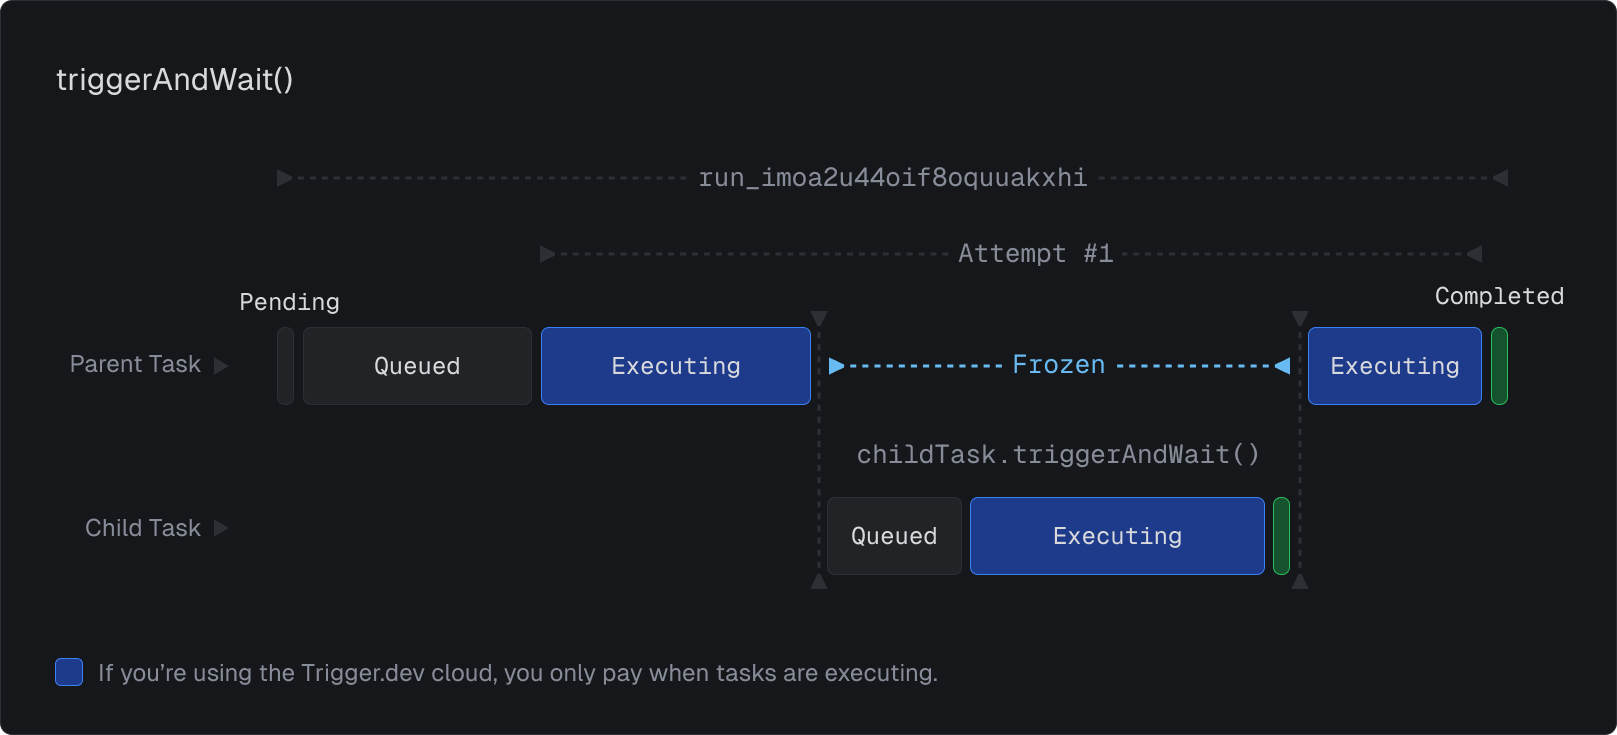 triggerAndWait()
run_imoa2u44oif8oquuakxhi
Attempt #1
Pending
Completed
Parent Task
Queued
Executing
Frozen
Executing
childTask.triggerAndWait()
Child Task
Queued
Executing
If you’re using the Trigger.dev cloud, you only pay when tasks are executing.